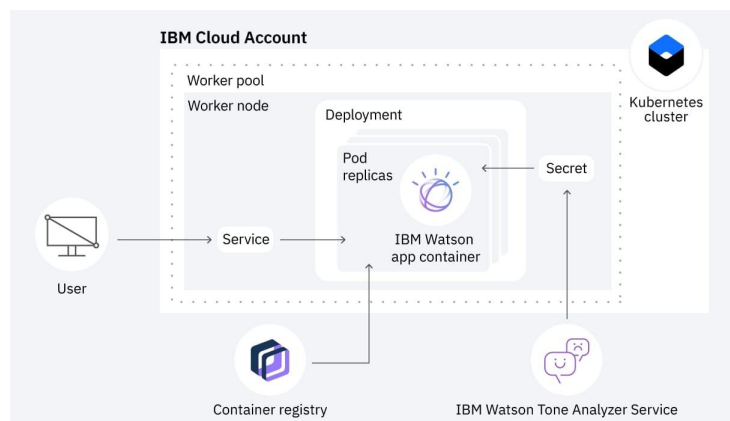 IBM Cloud Account
Worker pool
Worker node
Deployment
Kubernetes
cluster
Pod
replicas
Secret
Service
IBM Watson
app container
User
Container registry
IBM Watson Tone Analyzer Service